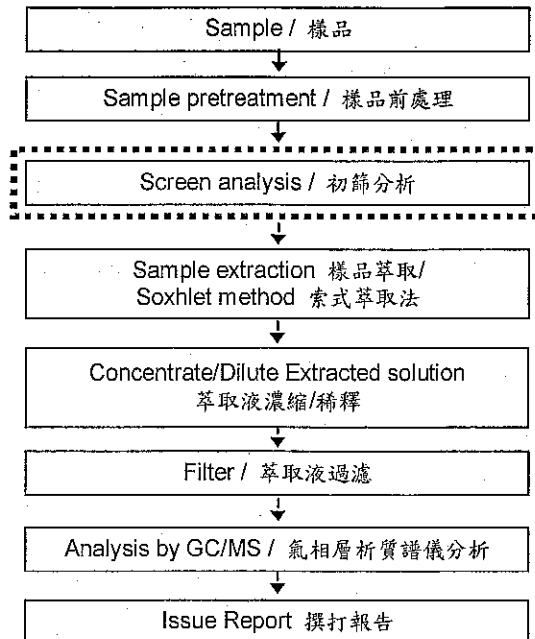 Sample / 樣品
Sample pretreatment / 樣品前處理
Screen analysis / 初篩分析
Sample extraction 樣品萃取/
Soxhlet method 索式萃取法
Concentrate/Dilute Extracted solution
萃取液濃縮/稀釋
Filter / 萃取液過濾
Analysis by GC/MS / 氣相層析質譜儀分析
Issue Report 撰打報告